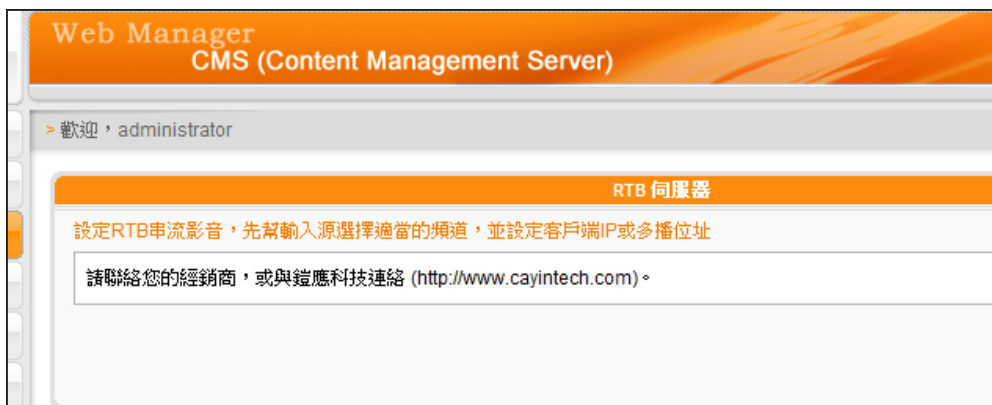 Web Manager
CMS (Content Management Server)
歡迎，administrator
RTB 伺服器
設定RTB串流影音，先幫輸入源選擇適當的頻道，並設定客戶端IP或多播位址
請聯絡您的經銷商，或與鎧應科技連絡 (http://www.cayintech.com)。